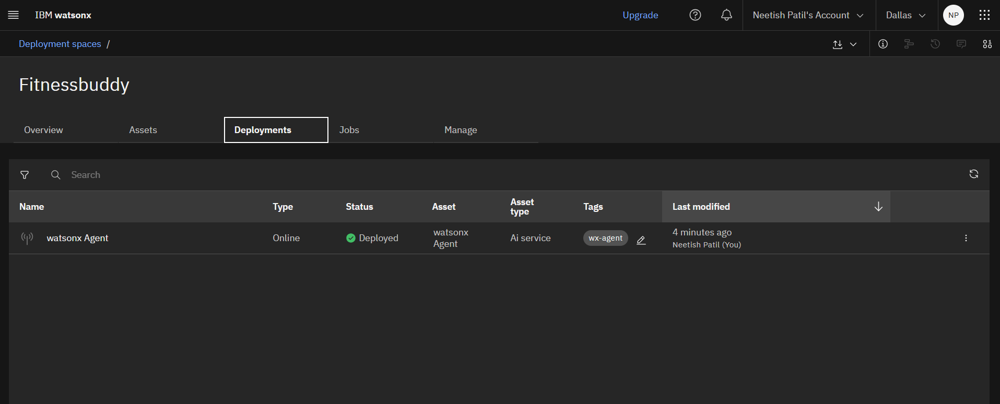 IBM watsonx
Upgrade
Neetish Patil's Account
Dallas
NP
Deployment spaces /
Fitnessbuddy
Overview
Assets
Deployments
Jobs
Manage
Search
Name
Type
Status
Asset
Asset
type
Tags
Last modified
watsonx Agent
Online
Deployed
watsonx
Agent
Ai service
wx-agent
4 minutes ago
Neetish Patil (You)